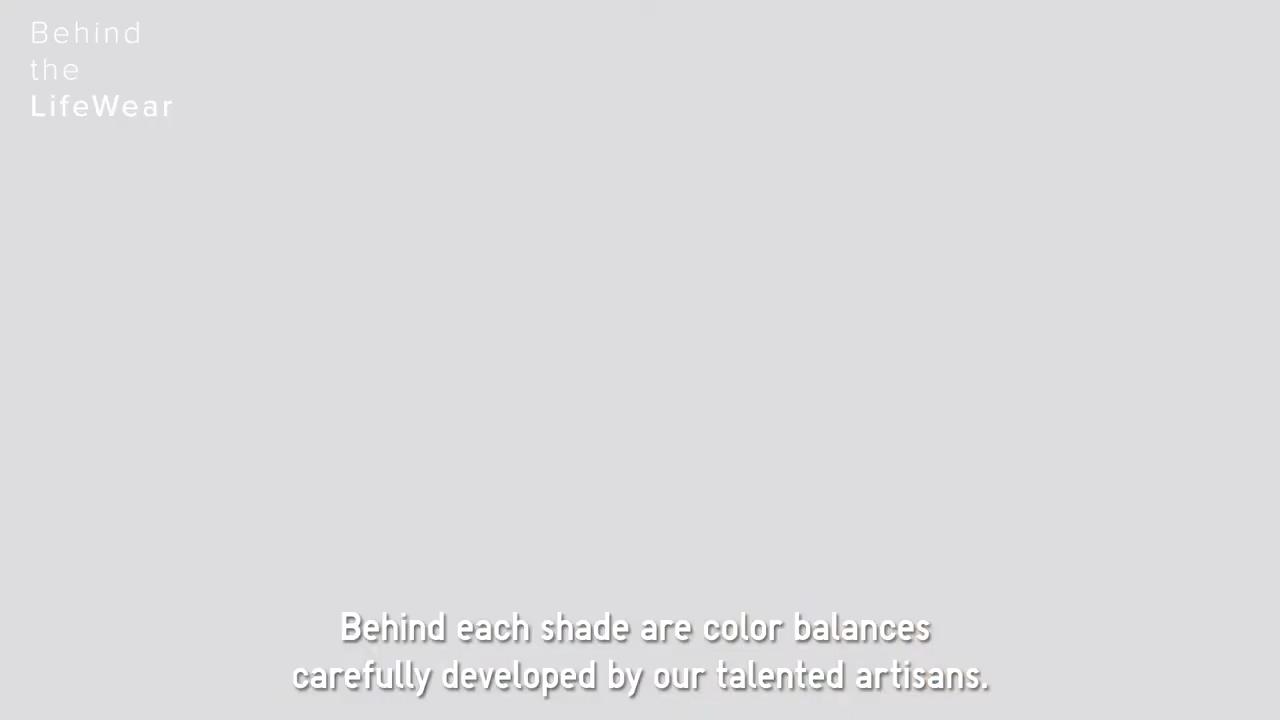 Behind
the
LifeWear
Behind each shade are color balances
carefully developed by our talented artisans.